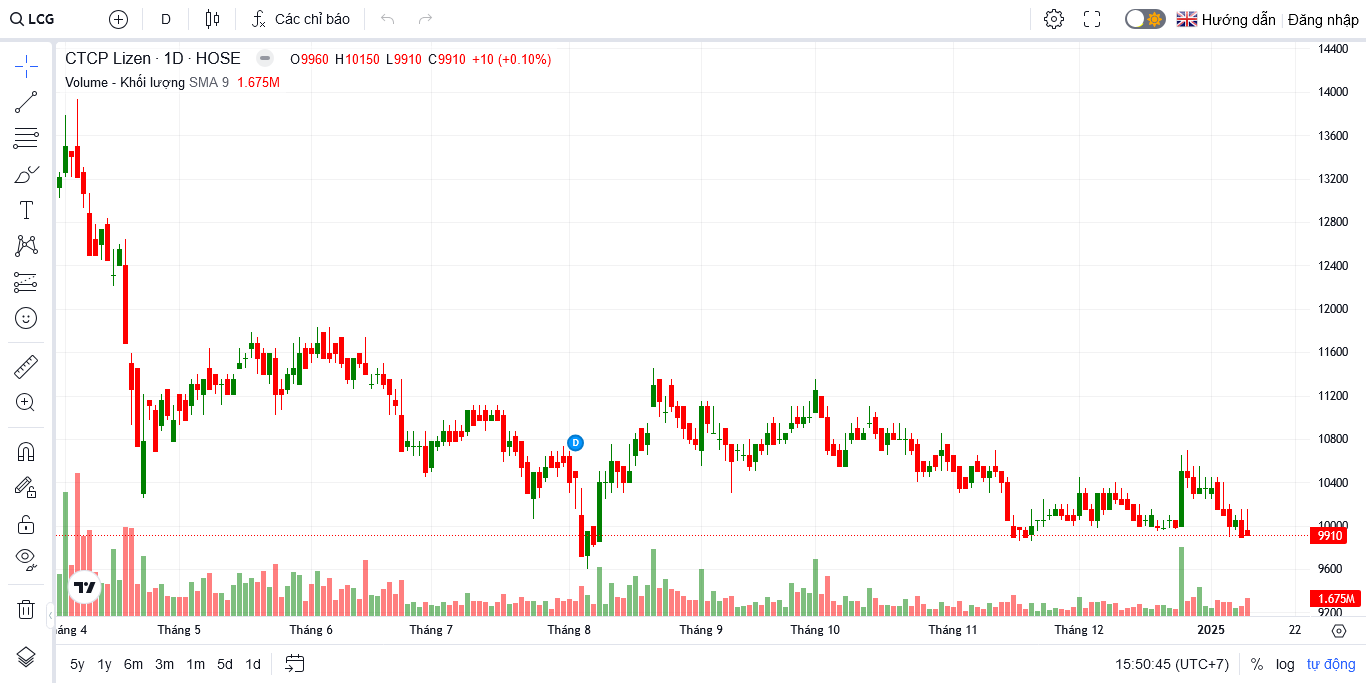 LCG D Các chỉ báo Hướng dẫn Đăng nhập
CTCP Lizen · 1D · HOSE O9960 H10150 L9910 C9910 +10 (+0.10%)
Volume - Khối lượng SMA 9 1.675M
14400
14000
13600
13200
12800
12400
12000
11600
11200
10800
10400
10000
9910
9600
1.675M
9200
D
áng 4 Tháng 5 Tháng 6 Tháng 7 Tháng 8 Tháng 9 Tháng 10 Tháng 11 Tháng 12 2025 22
5y 1y 6m 3m 1m 5d 1d 15:50:45 (UTC+7) % log tự động